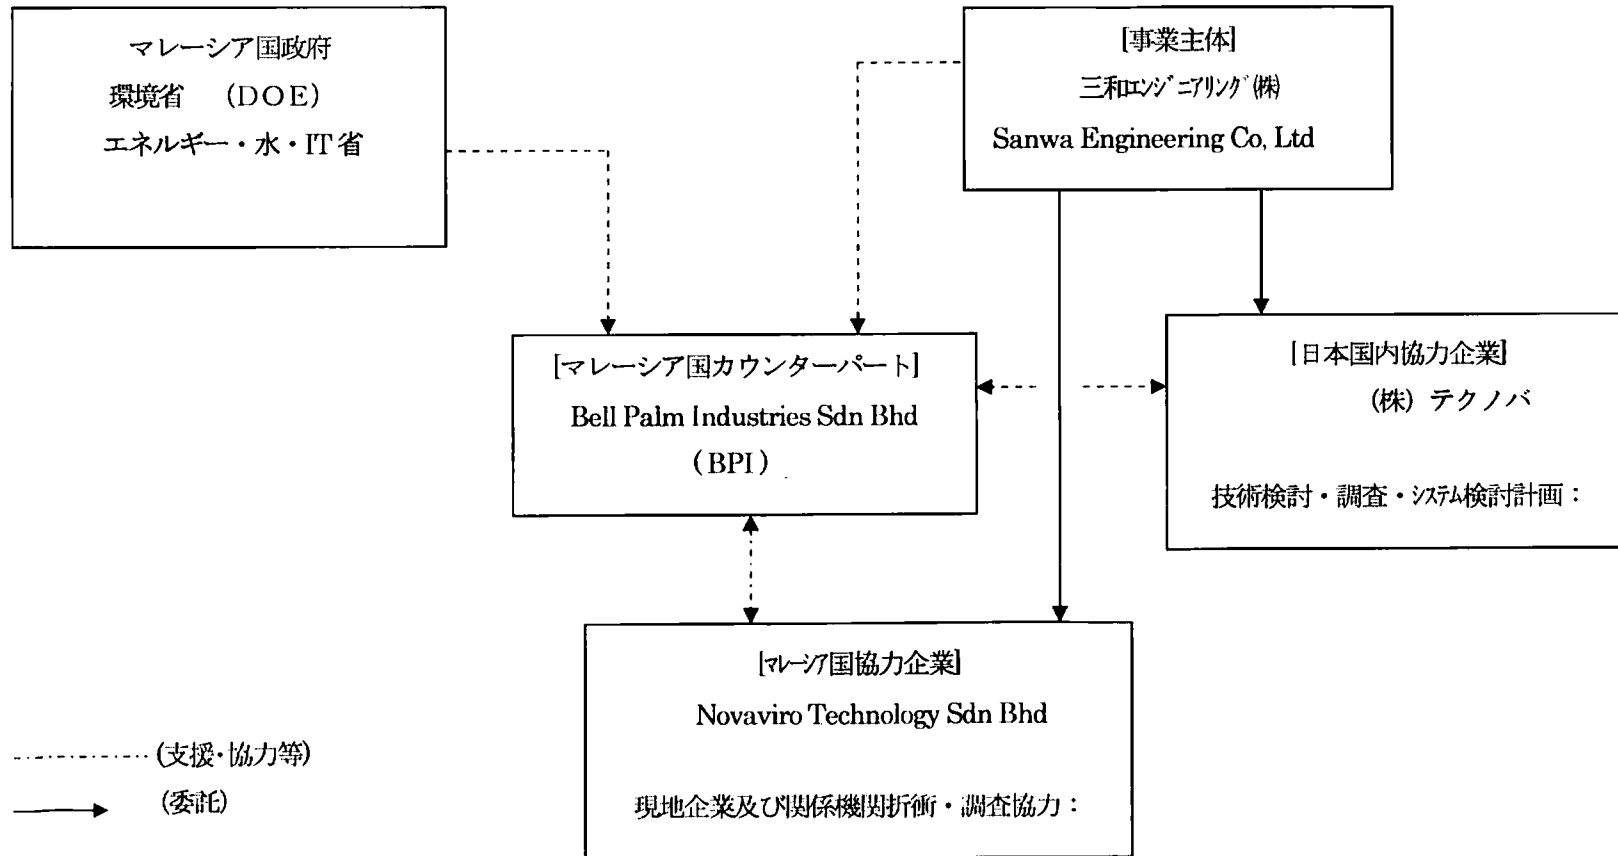 マレーシア国政府
環境省 (DOE)
エネルギー・水・IT省
[事業主体]
三和エンジニアリング(株)
Sanwa Engineering Co, Ltd
[マレーシア国カウンターパート]
Bell Palm Industries Sdn Bhd
(BPI)
[日本国内協力企業]
(株) テクノバ
技術検討・調査・システム検討計画：
[マレーシア国協力企業]
Novaviro Technology Sdn Bhd
現地企業及び関係機関折衝・調査協力：
(支援・協力等)
(委託)